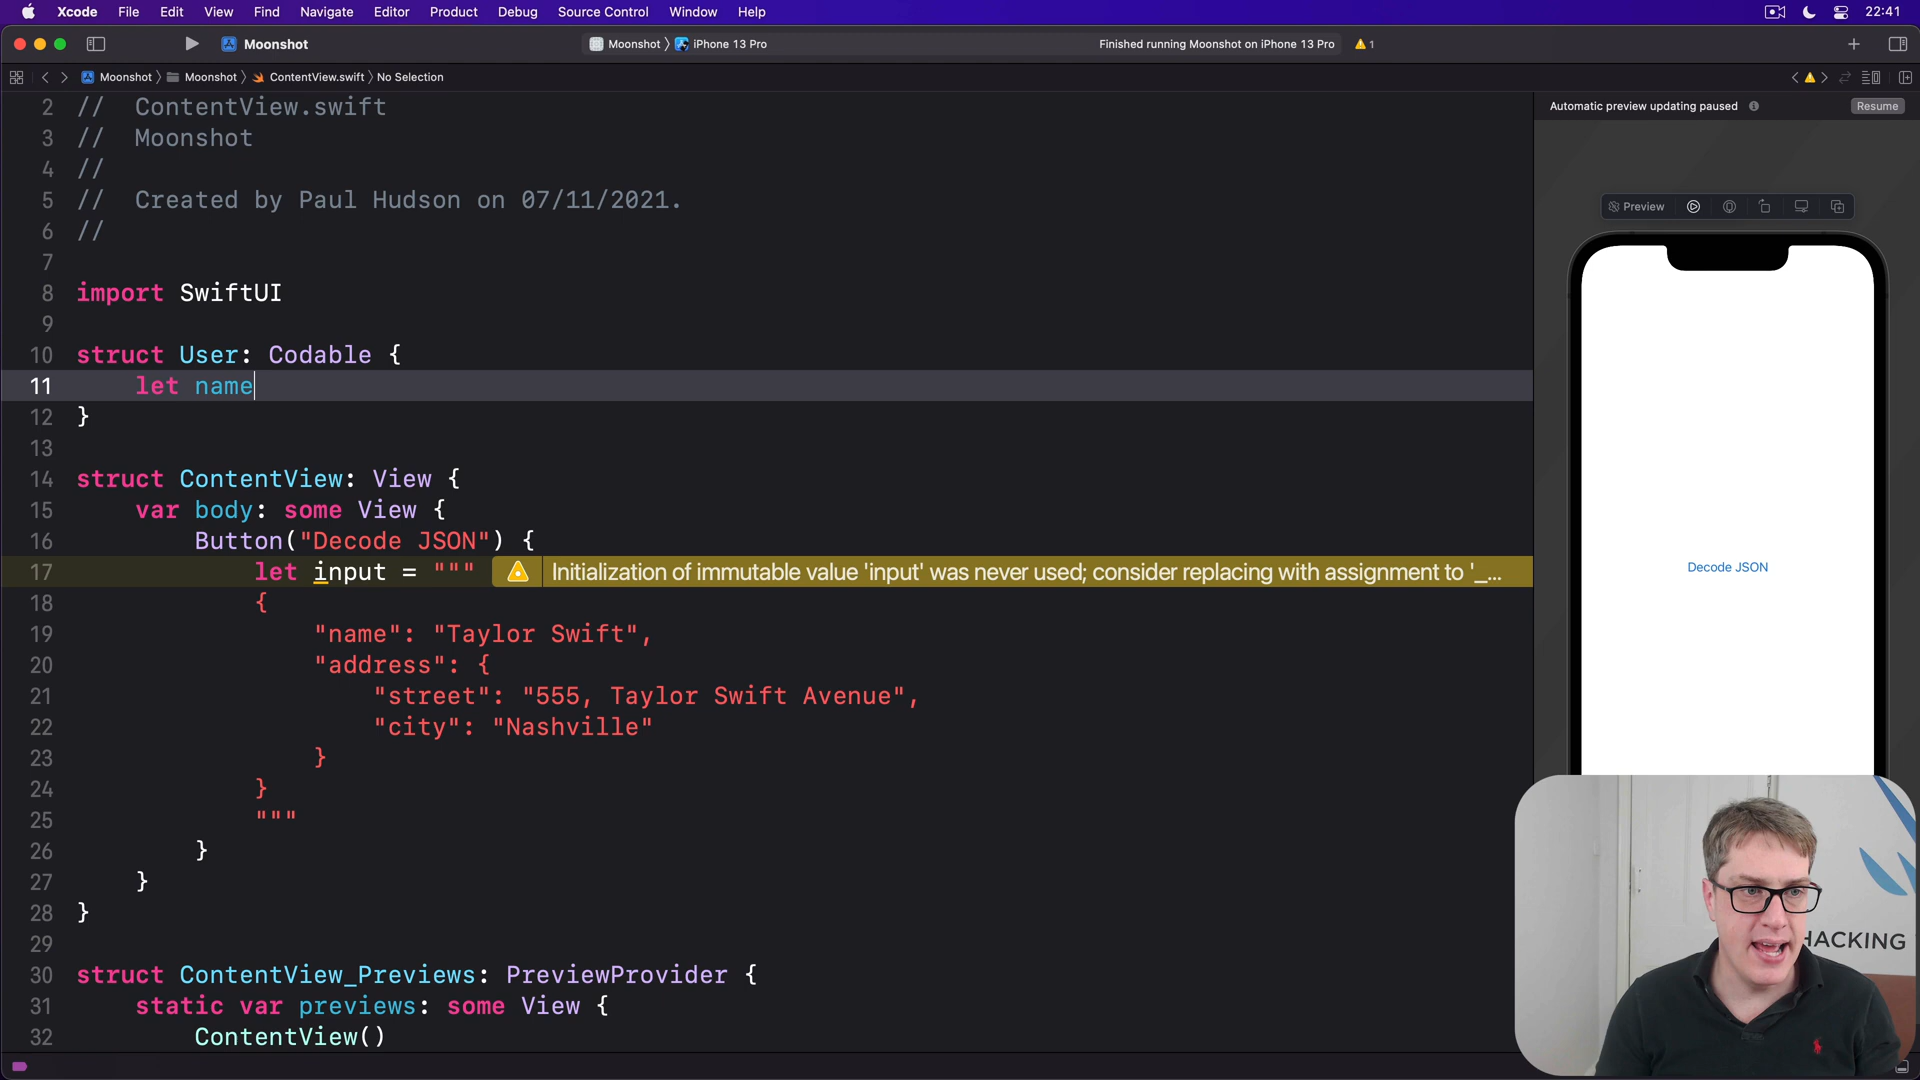 Xcode File Edit View Find Navigate Editor Product Debug Source Control Window Help 22:41
Moonshot
Moonshot iPhone 13 Pro
Finished running Moonshot on iPhone 13 Pro
1
Moonshot Moonshot ContentView.swift No Selection
Automatic preview updating paused
Resume
Preview
2 // ContentView.swift
3 // Moonshot
4 //
5 // Created by Paul Hudson on 07/11/2021.
6 //
7
8 import SwiftUI
9
10 struct User: Codable {
11 let name
12 }
13
14 struct ContentView: View {
15 var body: some View {
16 Button("Decode JSON") {
17 let input = """ Initialization of immutable value 'input' was never used; consider replacing with assignment to '_...
18 {
19 "name": "Taylor Swift",
20 "address": {
21 "street": "555, Taylor Swift Avenue",
22 "city": "Nashville"
23 }
24 }
25 """
26 }
27 }
28 }
29
30 struct ContentView_Previews: PreviewProvider {
31 static var previews: some View {
32 ContentView()
Decode JSON
HACKING